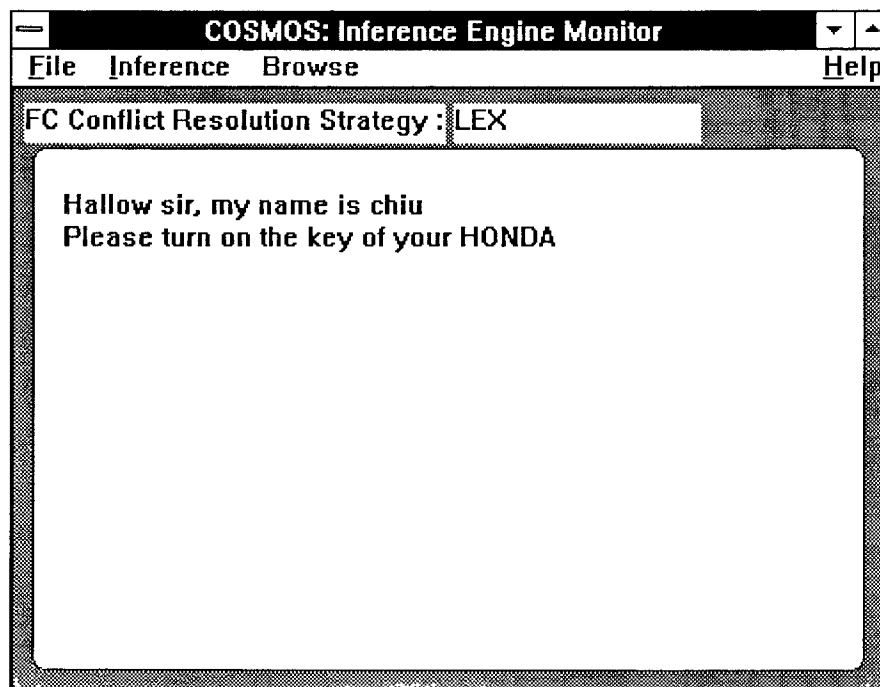 COSMOS: Inference Engine Monitor
File Inference Browse Help
FC Conflict Resolution Strategy : LEX
Hallow sir, my name is chiu
Please turn on the key of your HONDA